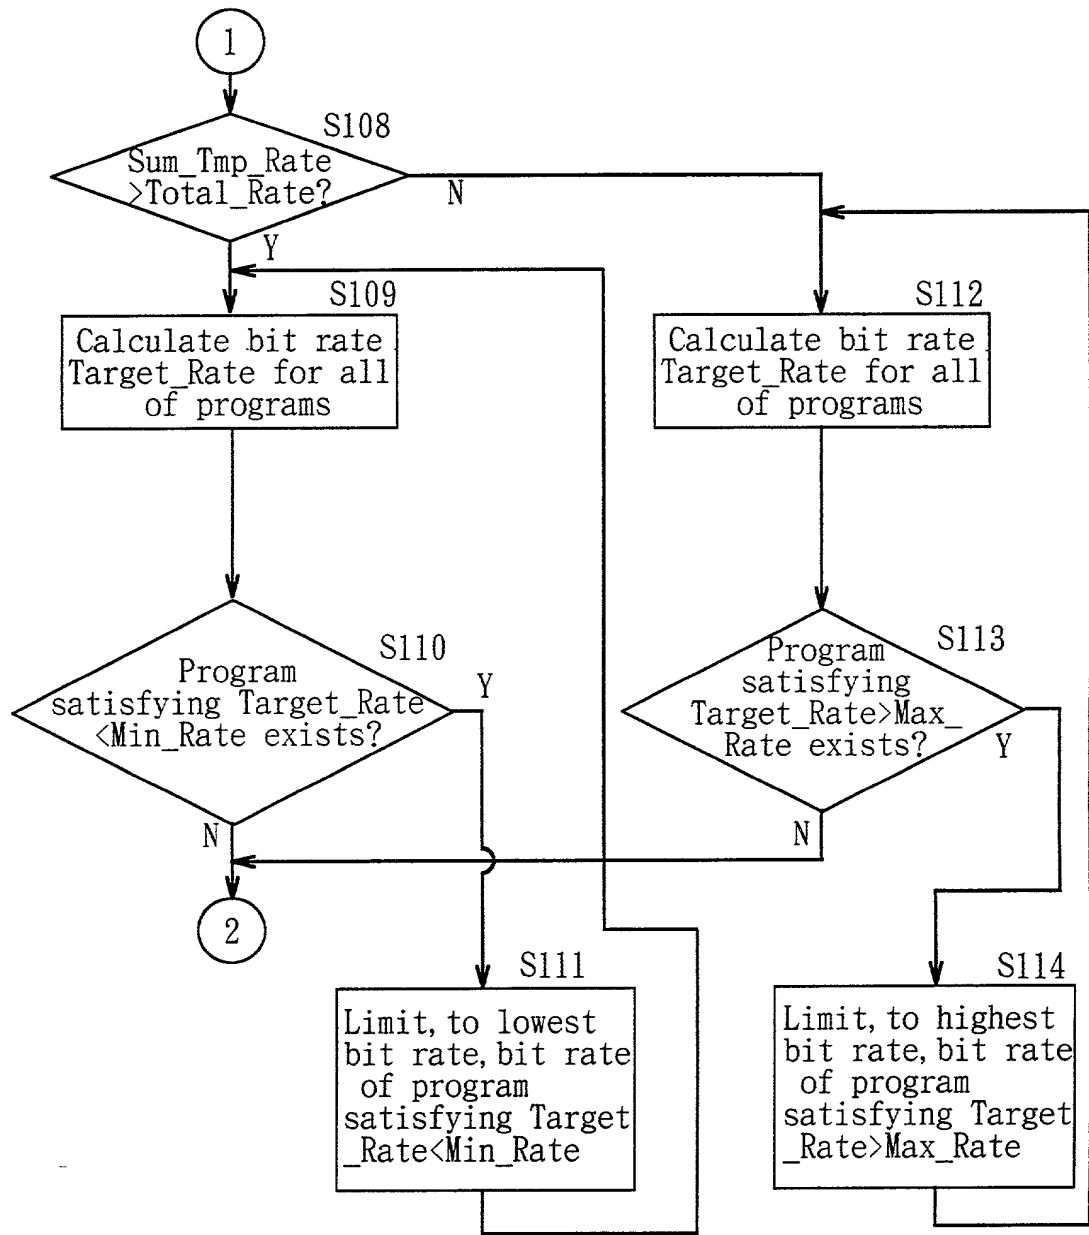 1
S108
Sum_Tmp_Rate
>Total_Rate?
N
Y
S109
Calculate bit rate
Target_Rate for all
of programs
S112
Calculate bit rate
Target_Rate for all
of programs
S110
Program
satisfying Target_Rate
<Min_Rate exists?
Y
N
S113
Program
satisfying
Target_Rate>Max_
Rate exists?
Y
N
2
S111
Limit, to lowest
bit rate, bit rate
of program
satisfying Target
_Rate<Min_Rate
S114
Limit, to highest
bit rate, bit rate
of program
satisfying Target
_Rate>Max_Rate